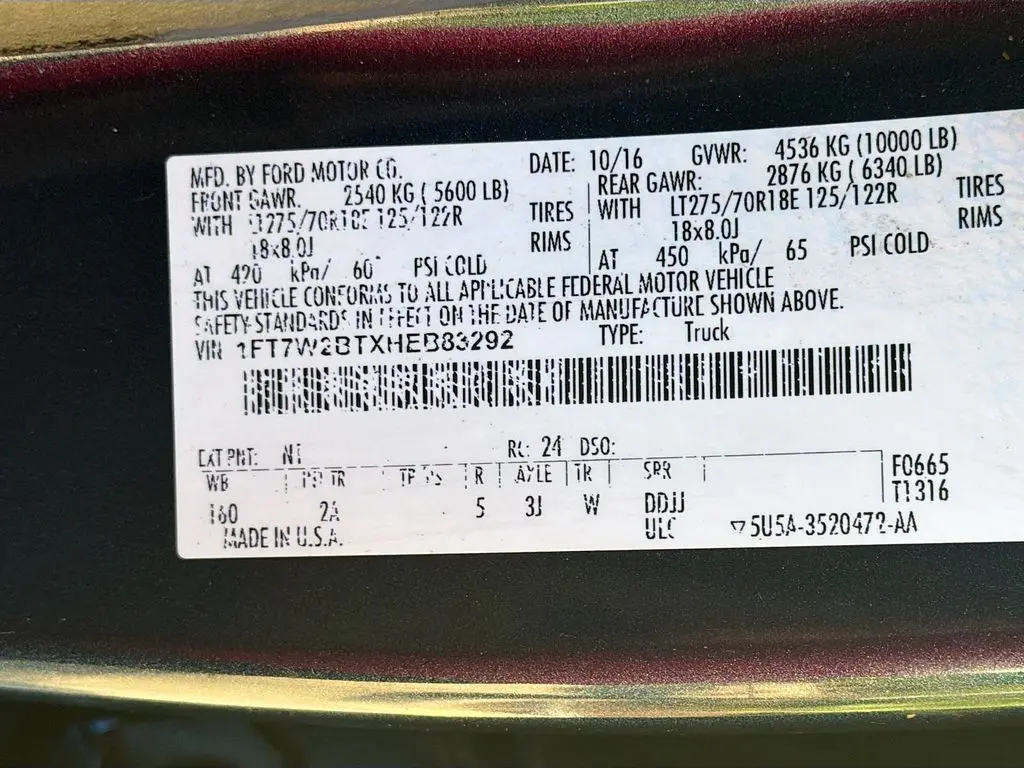 MFD. BY FORD MOTOR CO. DATE: 10/16 GVWR: 4536 KG (10000 LB)
FRONT GAWR. 2540 KG ( 5600 LB) REAR GAWR: 2876 KG ( 6340 LB)
WITH LT275/70R18E 125/122R TIRES WITH LT275/70R18E 125/122R TIRES
18x8.0J RIMS 18x8.0J RIMS
AT 420 kPa/ 60 PSI COLD AT 450 kPa/ 65 PSI COLD
THIS VEHICLE CONFORMS TO ALL APPLICABLE FEDERAL MOTOR VEHICLE
SAFETY STANDARDS IN EFFECT ON THE DATE OF MANUFACTURE SHOWN ABOVE.
VIN 1FT7W2BTXHEB83292 TYPE: Truck
EXT PNT: N1 RC: 24 DSO:
WB TR TP PS R AXLE TR SPR F0665
160 2A 5 3J W DDJJ T1316
MADE IN U.S.A. ULC ▽5U5A-3520472-AA